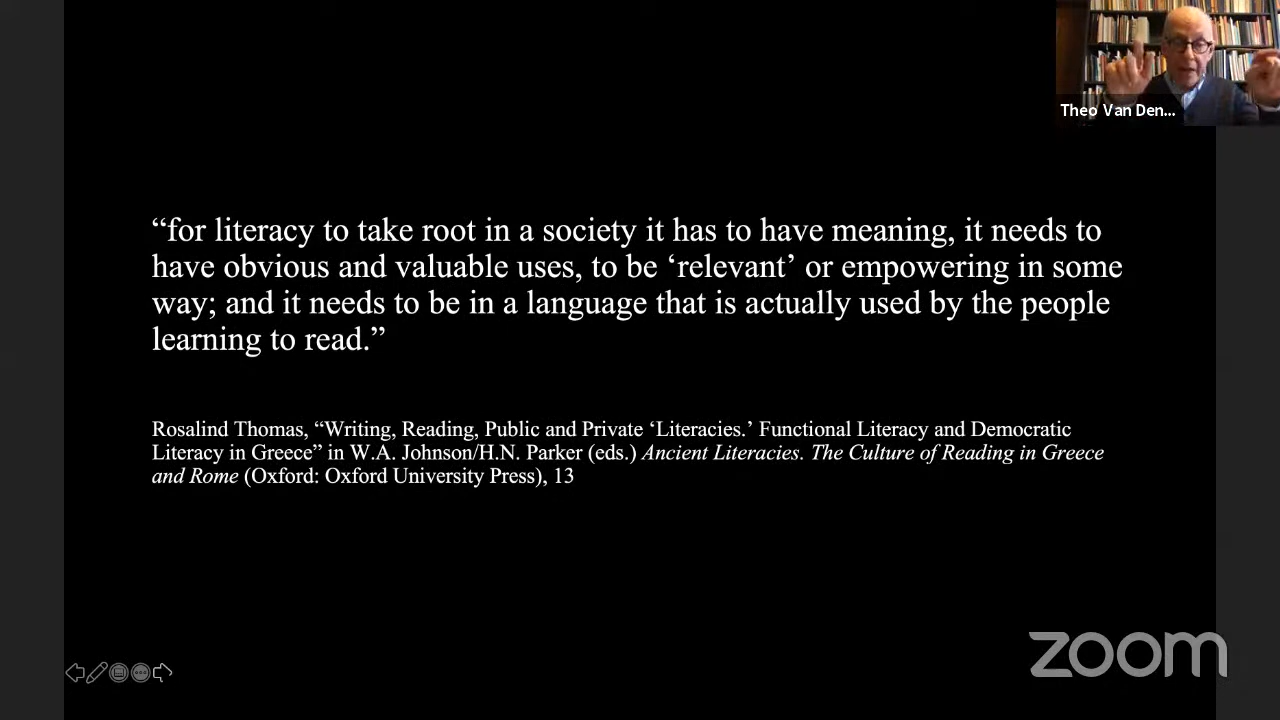 Theo Van Den...
“for literacy to take root in a society it has to have meaning, it needs to
have obvious and valuable uses, to be ‘relevant’ or empowering in some
way; and it needs to be in a language that is actually used by the people
learning to read.”
Rosalind Thomas, “Writing, Reading, Public and Private ‘Literacies.’ Functional Literacy and Democratic
Literacy in Greece” in W.A. Johnson/H.N. Parker (eds.) Ancient Literacies. The Culture of Reading in Greece
and Rome (Oxford: Oxford University Press), 13
zoom